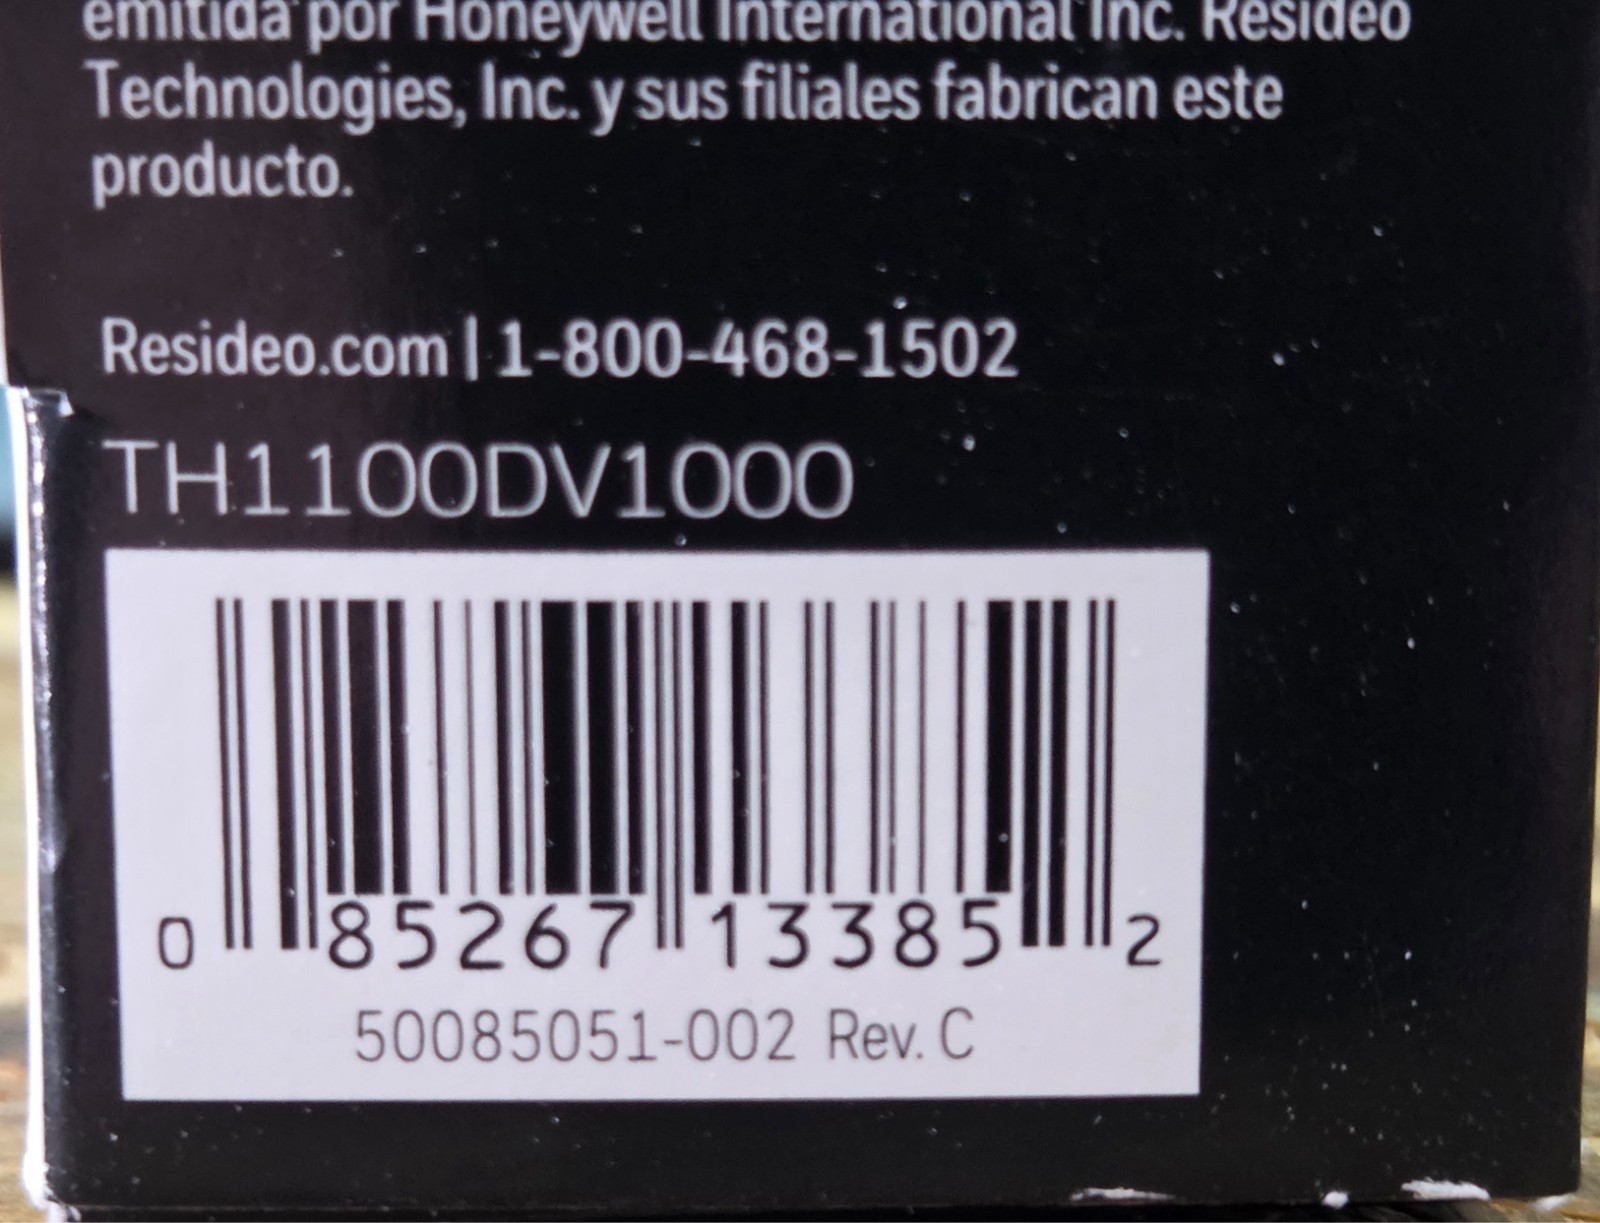 emitida por Honeywell International Inc. Resideo
Technologies, Inc. y sus filiales fabrican este
producto.
Resideo.com | 1-800-468-1502
TH1100DV1000
0 85267 13385 2
50085051-002 Rev. C